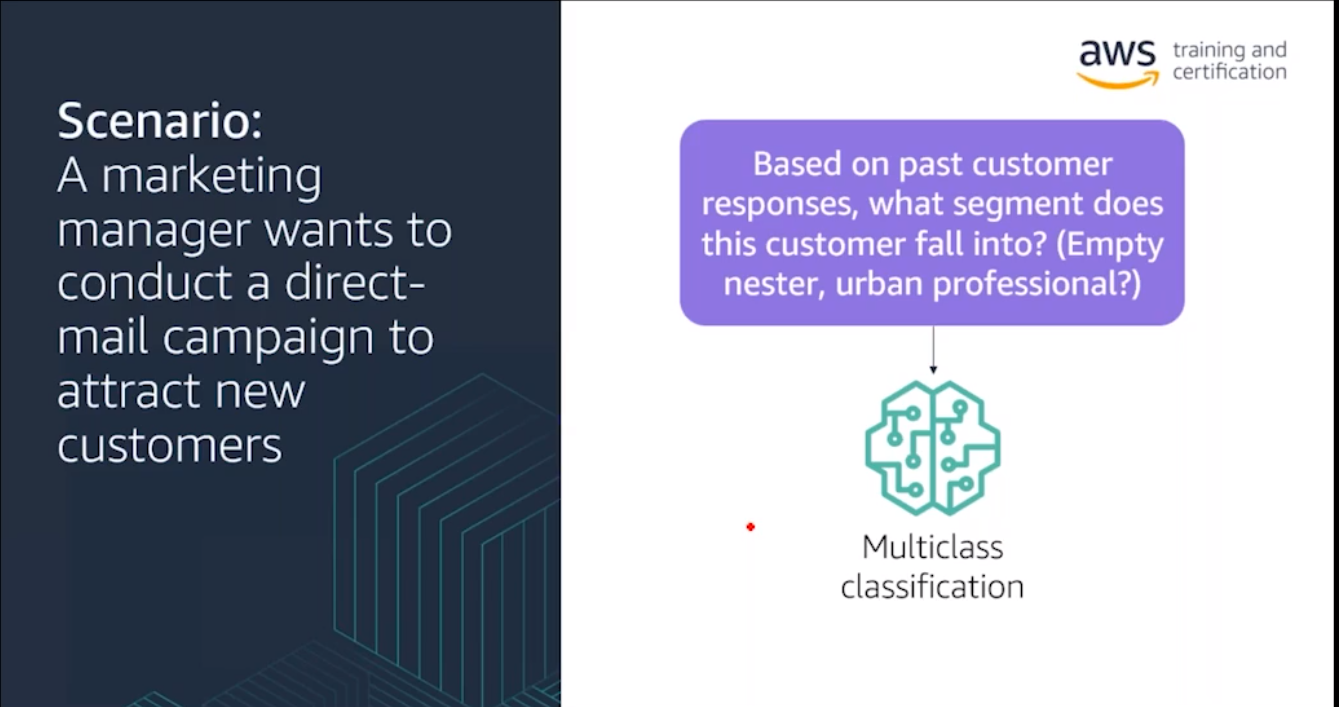 Scenario:
A marketing
manager wants to
conduct a direct-
mail campaign to
attract new
customers
aws training and
certification
Based on past customer
responses, what segment does
this customer fall into? (Empty
nester, urban professional?)
Multiclass
classification